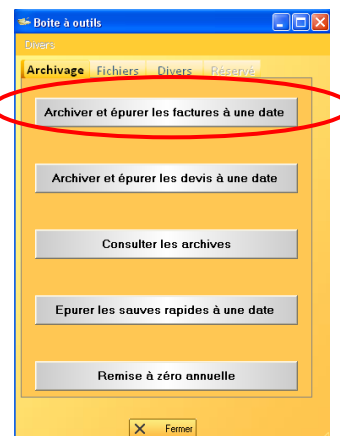 Boite à outils
Divers
Archivage Fichiers Divers Réserve
Archiver et épurer les factures à une date
Archiver et épurer les devis à une date
Consulter les archives
Epurer les sauves rapides à une date
Remise à zéro annuelle
Fermer